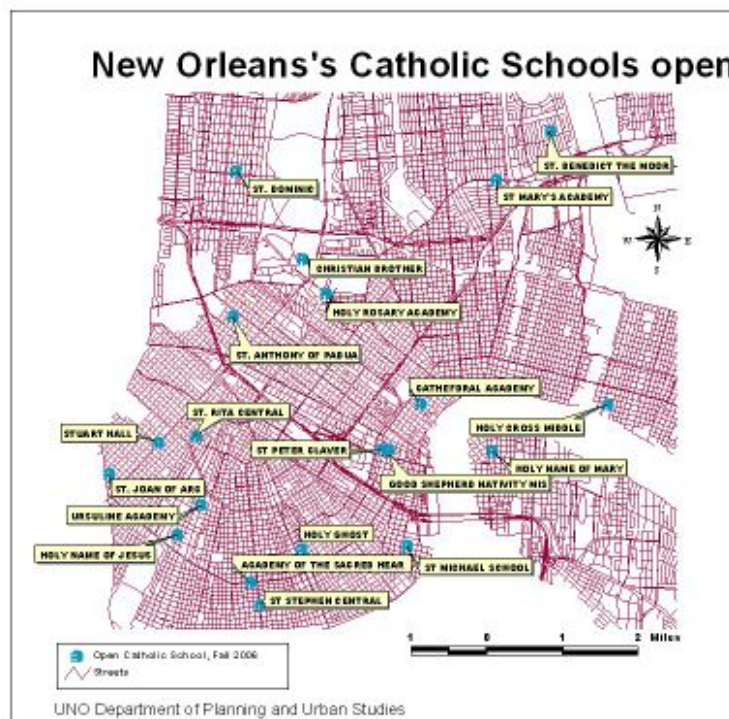 New Orleans's Catholic Schools open
ST. BENEDICT THE MOOR
ST. DOMINIC
ST MARY'S ACADEMY
N
W E
S
CHRISTIAN BROTHER
HOLY ROSARY ACADEMY
ST. ANTHONY OF PADUA
CATHEDRAL ACADEMY
ST. RITA CENTRAL
HOLY CROSS MIDDLE
STUART HALL
ST PETER CLAVER
HOLY NAME OF MARY
GOOD SHEPHERD NATIVITY MIS
ST. JOAN OF ARC
URSULINE ACADEMY
HOLY GHOST
HOLY NAME OF JESUS
ACADEMY OF THE SACRED HEAR
ST MICHAEL SCHOOL
ST STEPHEN CENTRAL
1 0 1 2 Miles
Open Catholic School, Fall 2006
Streets
UNO Department of Planning and Urban Studies